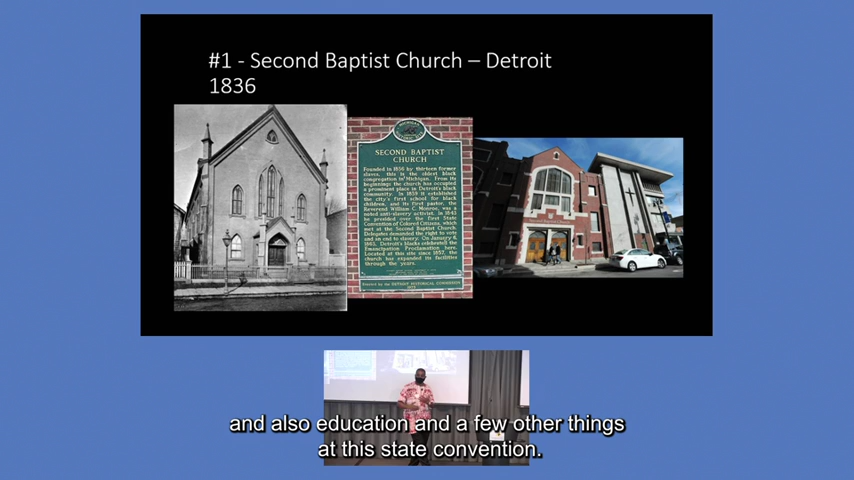 #1 - Second Baptist Church – Detroit
1836
SECOND BAPTIST
CHURCH
Founded in 1836 by thirteen former
slaves, this is the oldest black
congregation in Michigan. From its
beginnings the church has occupied
a prominent place in Detroit's black
community. In 1839 it established
the city's first school for black
children, and its first pastor, the
Reverend William C. Monroe, was a
noted anti-slavery activist. In 1843
he presided over the first State
Convention of Colored Citizens, which
met at the Second Baptist Church.
Delegates demanded the right to vote
and an end to slavery. On January 6,
1863, Detroit's blacks celebrated the
Emancipation Proclamation here.
Located at this site since 1857, the
church has expanded its facilities
through the years.
and also education and a few other things
at this state convention.